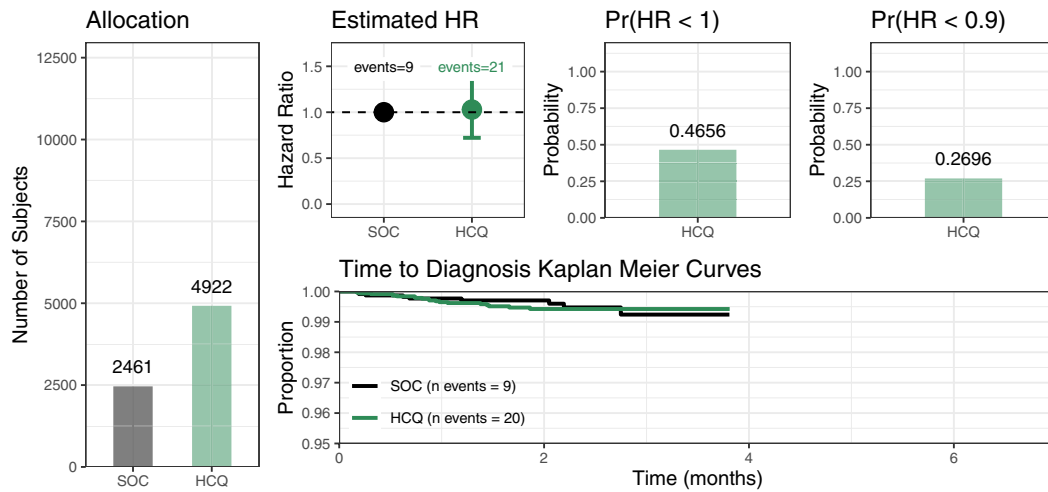 Allocation
Number of Subjects
12500
10000
7500
5000
2500
0
2461
4922
SOC
HCQ
Estimated HR
Hazard Ratio
1.5
1.0
0.5
0.0
events=9
events=21
SOC
HCQ
Pr(HR < 1)
Probability
1.00
0.75
0.50
0.25
0.00
0.4656
HCQ
Pr(HR < 0.9)
Probability
1.00
0.75
0.50
0.25
0.00
0.2696
HCQ
Time to Diagnosis Kaplan Meier Curves
Proportion
1.00
0.99
0.98
0.97
0.96
0.95
SOC (n events = 9)
HCQ (n events = 20)
0
2
4
6
Time (months)